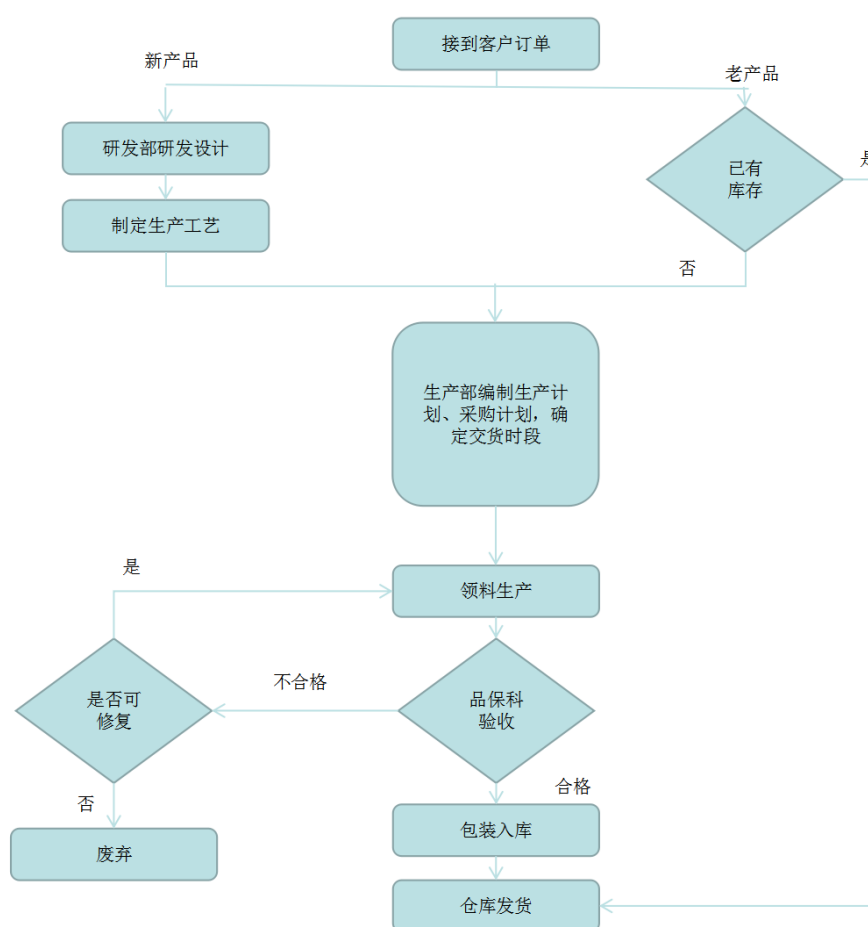 接到客户订单
新产品
老产品
研发部研发设计
已有
库存
是
制定生产工艺
否
生产部编制生产计
划、采购计划，确
定交货时段
是
领料生产
不合格
是否可
修复
品保科
验收
合格
否
包装入库
废弃
仓库发货